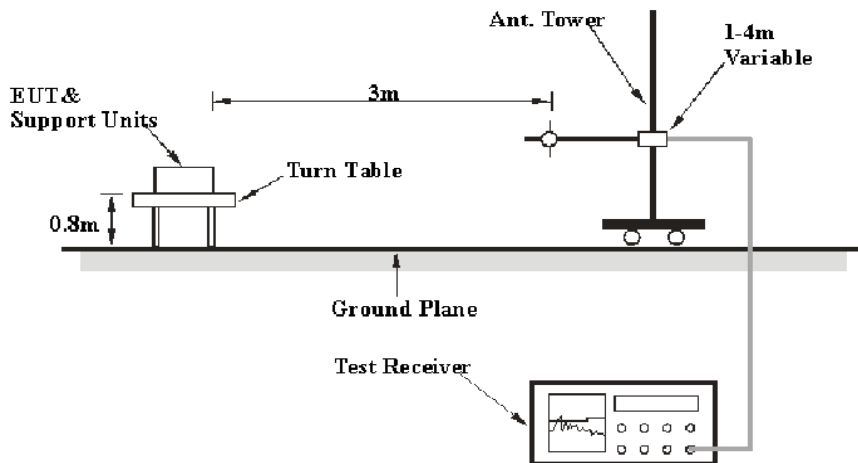 Ant. Tower
1-4m
Variable
3m
EUT&
Support Units
Turn Table
0.8m
Ground Plane
Test Receiver